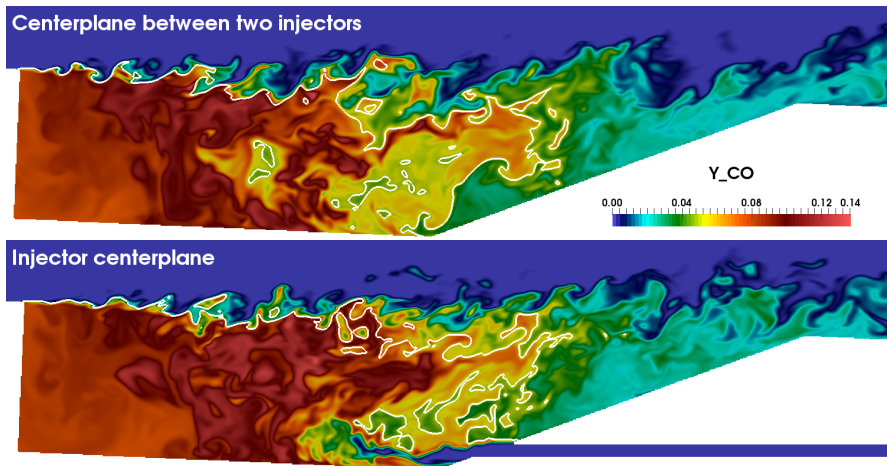 Centerplane between two injectors
Y_CO
0.00 0.04 0.08 0.12 0.14
Injector centerplane